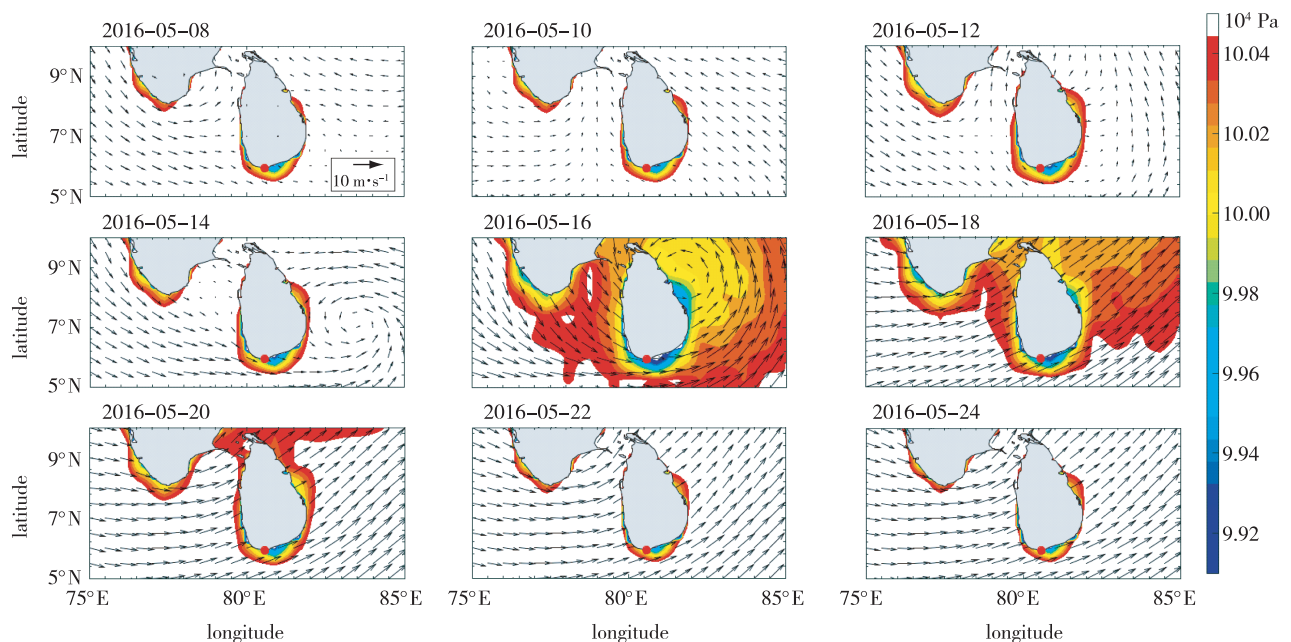 2016-05-08
2016-05-10
2016-05-12
10⁴ Pa
9° N
7° N
5° N
latitude
10 m·s⁻¹
10.04
10.02
10.00
9.98
9.96
9.94
9.92
2016-05-14
2016-05-16
2016-05-18
9° N
7° N
5° N
latitude
2016-05-20
2016-05-22
2016-05-24
9° N
7° N
5° N
latitude
75° E
80° E
85° E
75° E
80° E
85° E
75° E
80° E
85° E
longitude
longitude
longitude